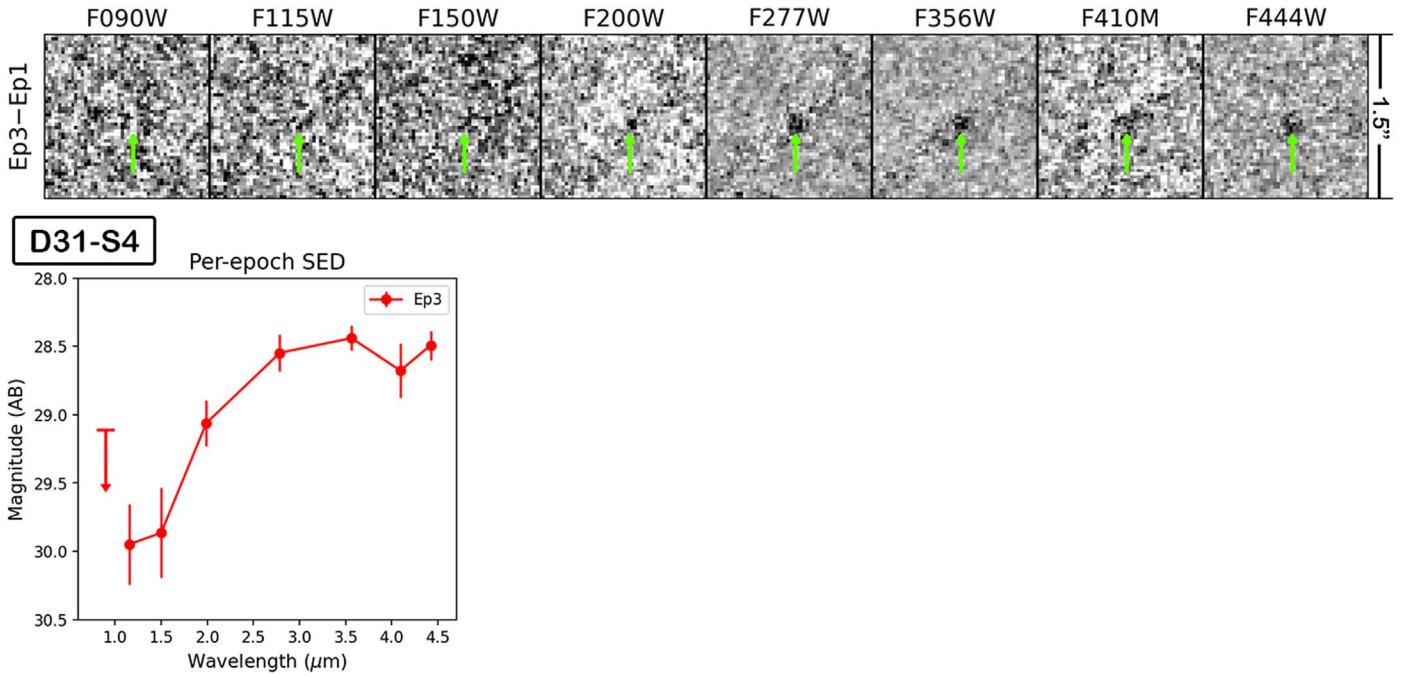 F090W F115W F150W F200W F277W F356W F410M F444W
Ep3−Ep1
1.5”
D31-S4
Per-epoch SED
Ep3
28.0
28.5
29.0
29.5
30.0
30.5
Magnitude (AB)
1.0 1.5 2.0 2.5 3.0 3.5 4.0 4.5
Wavelength (μm)